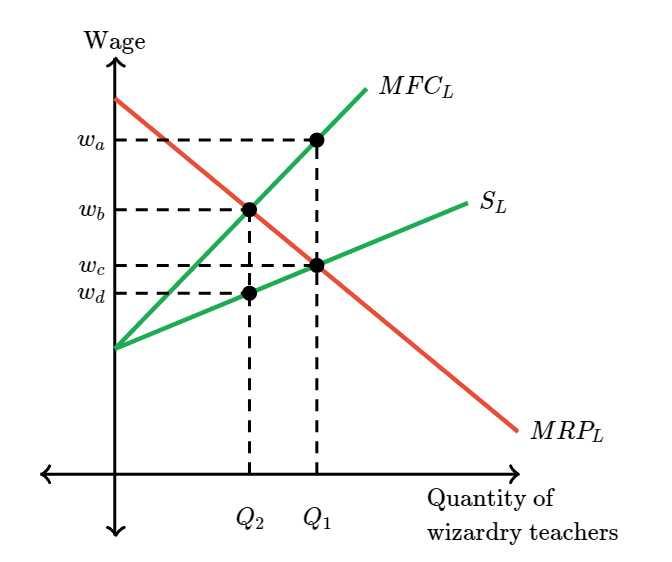 Wage
MFC_L
w_a
w_b
S_L
w_c
w_d
MRP_L
Quantity of
wizardry teachers
Q_2 Q_1